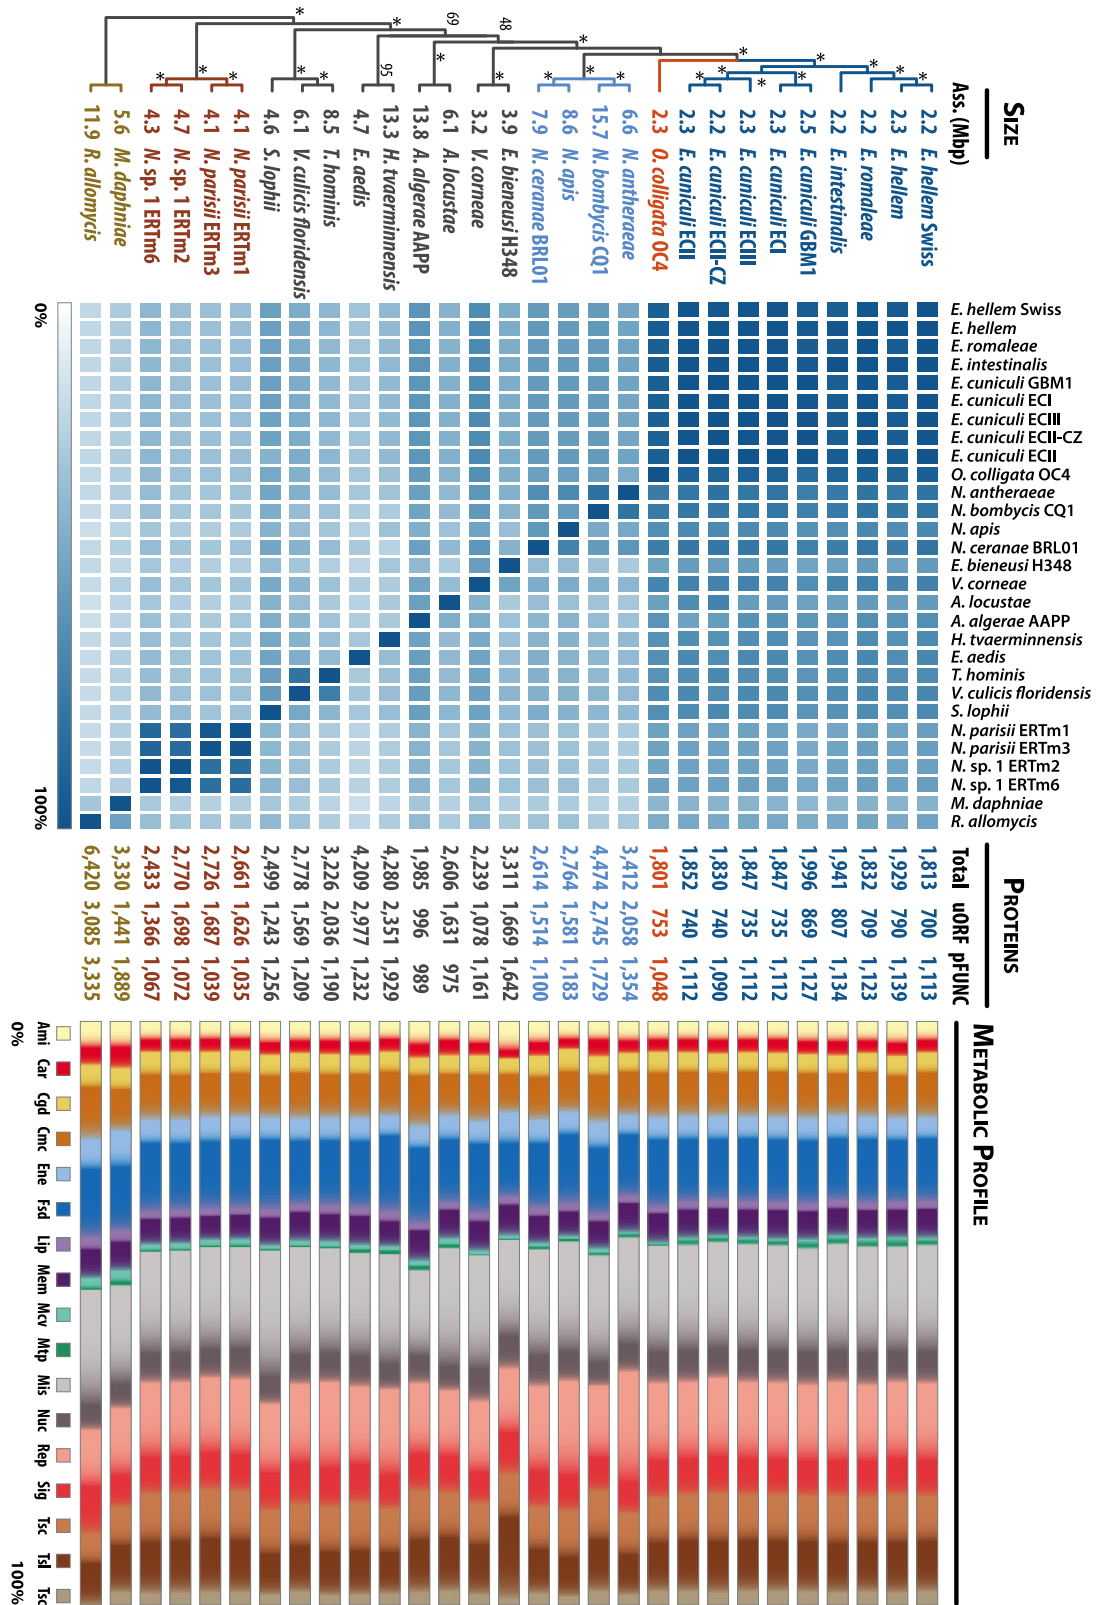 SIZE
PROTEINS
METABOLIC PROFILE
Ass. (Mbp)
E. hellem Swiss
E. hellem
E. romaleae
E. intestinalis
E. cuniculi GBM1
E. cuniculi ECI
E. cuniculi ECIII
E. cuniculi ECII-CZ
E. cuniculi ECII
O. colligata OC4
N. antheraeae
N. bombycis CQ1
N. apis
N. ceranae BRL01
E. bieneusi H348
V. corneae
A. locustae
A. algerae AAPP
H. tvaerminnensis
E. aedis
T. hominis
V. culicis floridensis
S. lophii
N. parisii ERTm1
N. parisii ERTm3
N. sp. 1 ERTm2
N. sp. 1 ERTm6
M. daphniae
R. allomycis
Total uORF pFUNC
2.2 E. hellem Swiss 1,813 700 1,113
2.3 E. hellem 1,929 790 1,139
2.2 E. romaleae 1,832 709 1,123
2.2 E. intestinalis 1,941 807 1,134
2.5 E. cuniculi GBM1 1,996 869 1,127
2.3 E. cuniculi ECI 1,847 735 1,112
2.3 E. cuniculi ECIII 1,847 735 1,112
2.2 E. cuniculi ECII-CZ 1,830 740 1,090
2.3 E. cuniculi ECII 1,852 740 1,112
2.3 O. colligata OC4 1,801 753 1,048
6.6 N. antheraeae 3,412 2,058 1,354
15.7 N. bombycis CQ1 4,474 2,745 1,729
8.6 N. apis 2,764 1,581 1,183
7.9 N. ceranae BRL01 2,614 1,514 1,100
3.9 E. bieneusi H348 3,311 1,669 1,642
3.2 V. corneae 2,239 1,078 1,161
6.1 A. locustae 2,606 1,631 975
13.8 A. algerae AAPP 1,985 996 989
13.3 H. tvaerminnensis 4,280 2,351 1,929
4.7 E. aedis 4,209 2,977 1,232
8.5 T. hominis 3,226 2,036 1,190
6.1 V. culicis floridensis 2,778 1,569 1,209
4.6 S. lophii 2,499 1,243 1,256
4.1 N. parisii ERTm1 2,661 1,626 1,035
4.1 N. parisii ERTm3 2,726 1,687 1,039
4.7 N. sp. 1 ERTm2 2,770 1,698 1,072
4.3 N. sp. 1 ERTm6 2,433 1,366 1,067
5.6 M. daphniae 3,330 1,441 1,889
11.9 R. allomycis 6,420 3,085 3,335
* * * * * * * * * * * * * * * * * * * * * * *
48
69
95
0% 100%
Ami Car Cgd Cmc Ene Fsd Lip Mem Mcv Mtp Mis Nuc Rep Sig Tsc Tsl Tsc
0% 100%